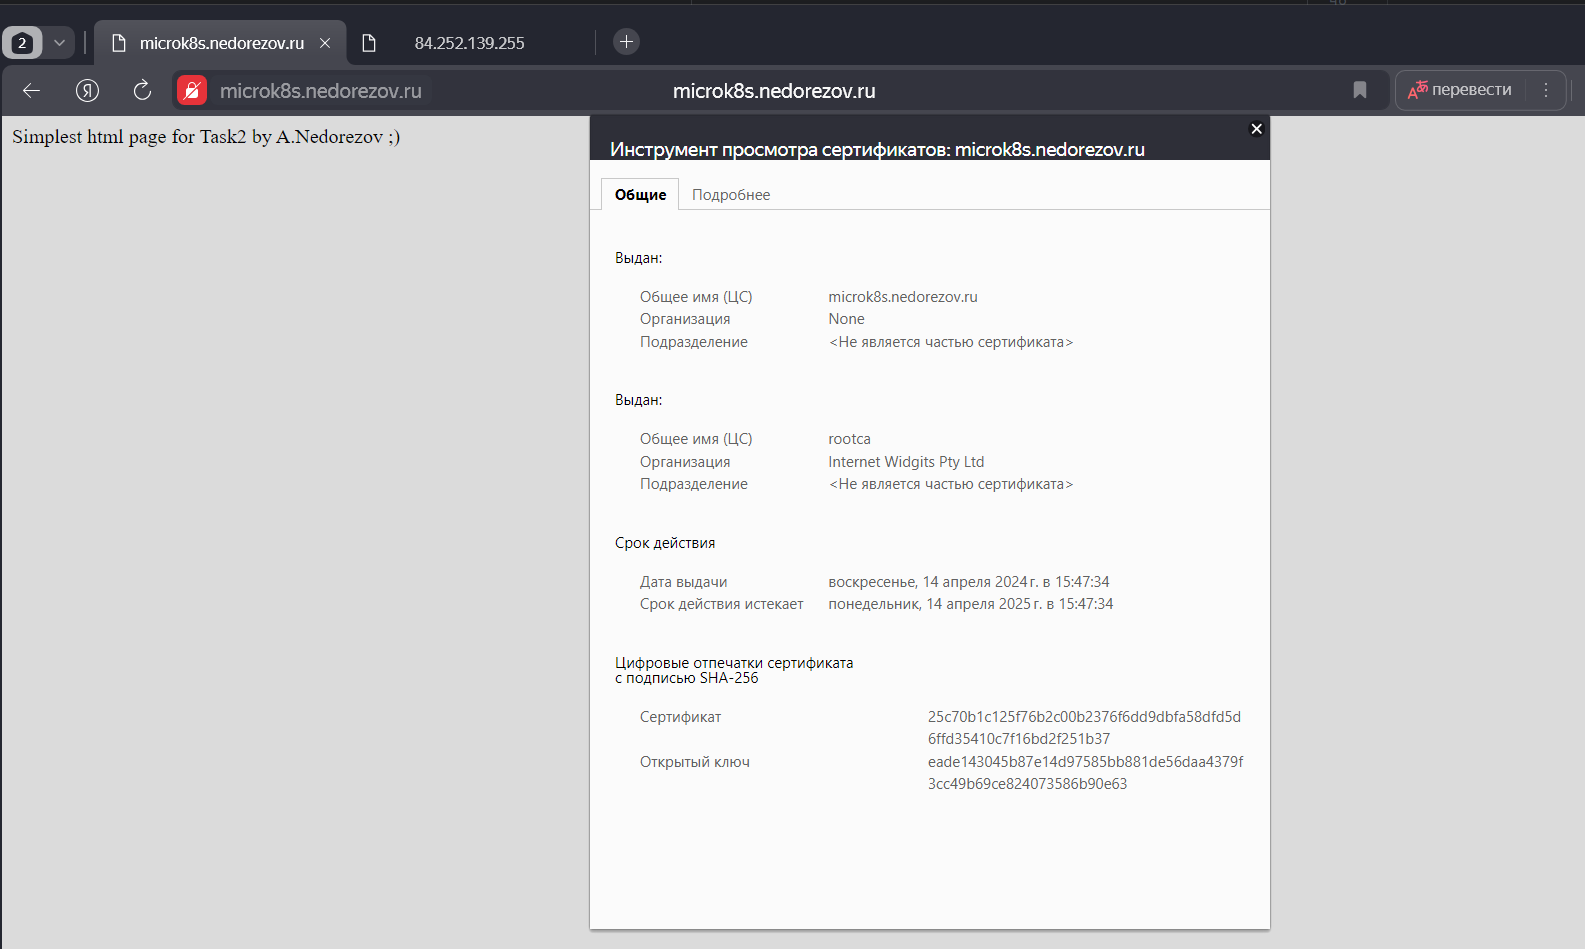 2
microk8s.nedorezov.ru
84.252.139.255
Я
microk8s.nedorezov.ru
microk8s.nedorezov.ru
перевести
Simplest html page for Task2 by A.Nedorezov ;)
Инструмент просмотра сертификатов: microk8s.nedorezov.ru
Общие Подробнее
Выдан:
Общее имя (ЦС) microk8s.nedorezov.ru
Организация None
Подразделение <Не является частью сертификата>
Выдан:
Общее имя (ЦС) rootca
Организация Internet Widgits Pty Ltd
Подразделение <Не является частью сертификата>
Срок действия
Дата выдачи воскресенье, 14 апреля 2024 г. в 15:47:34
Срок действия истекает понедельник, 14 апреля 2025 г. в 15:47:34
Цифровые отпечатки сертификата
с подписью SHA-256
Сертификат 25c70b1c125f76b2c00b2376f6dd9dbfa58dfd5d
6ffd35410c7f16bd2f251b37
Открытый ключ eade143045b87e14d97585bb881de56daa4379f
3cc49b69ce824073586b90e63